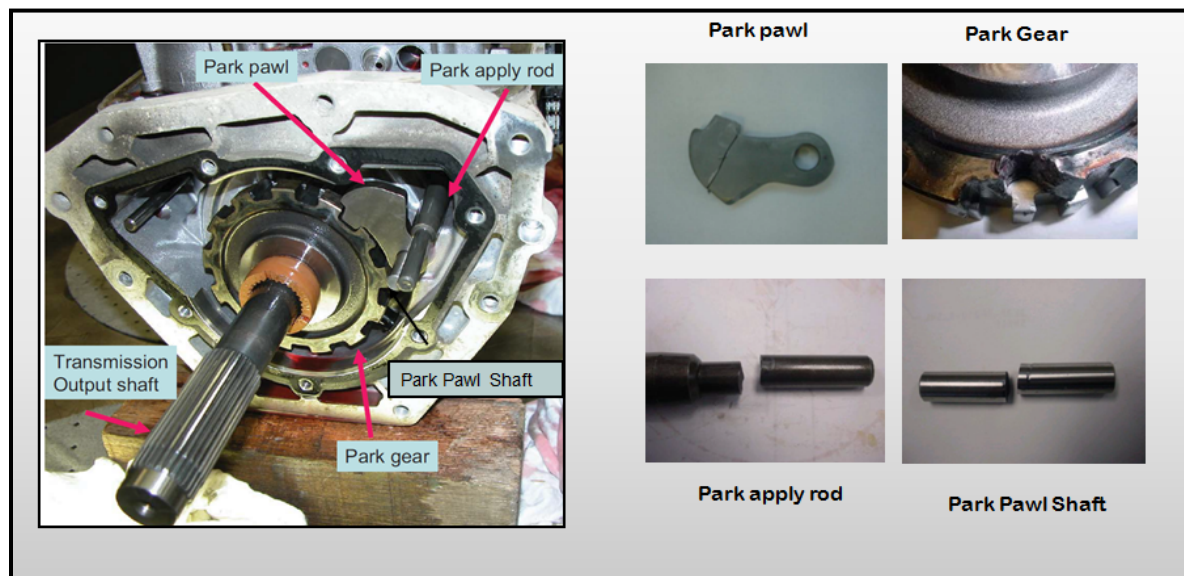 Park pawl
Park apply rod
Transmission
Output shaft
Park Pawl Shaft
Park gear
Park pawl
Park Gear
Park apply rod
Park Pawl Shaft